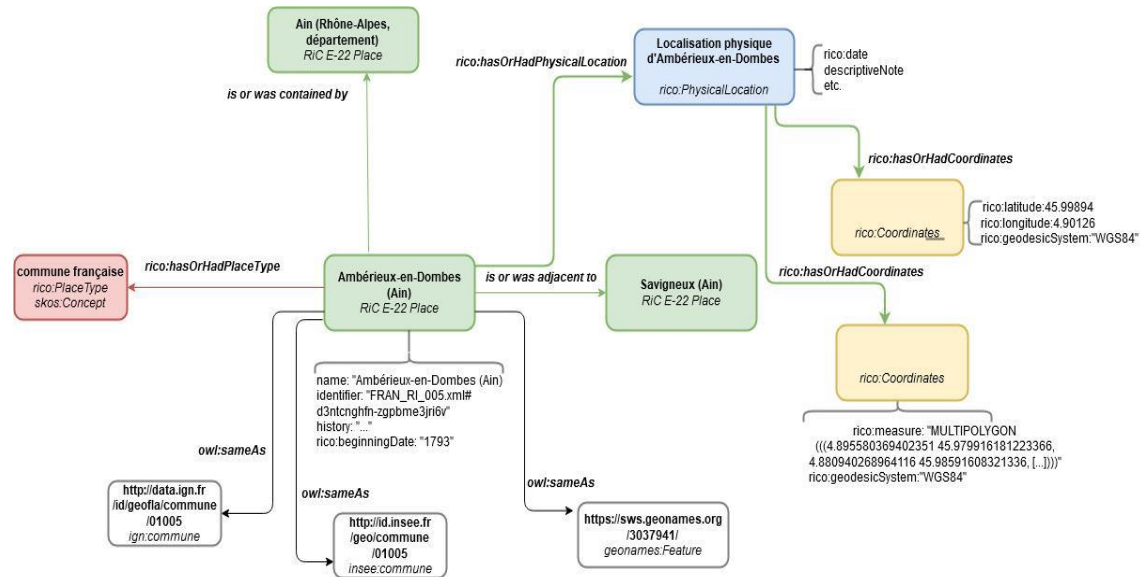 Ain (Rhône-Alpes,
département)
RiC E-22 Place
is or was contained by
rico:hasOrHadPhysicalLocation
Localisation physique
d'Ambérieux-en-Dombes
rico:PhysicalLocation
rico:date
descriptiveNote
etc.
rico:hasOrHadCoordinates
rico:Coordinates
rico:latitude:45.99894
rico:longitude:4.90126
rico:geodesicSystem:"WGS84"
commune française
rico:PlaceType
skos:Concept
rico:hasOrHadPlaceType
Ambérieux-en-Dombes
(Ain)
RiC E-22 Place
is or was adjacent to
Savigneux (Ain)
RiC E-22 Place
rico:hasOrHadCoordinates
rico:Coordinates
rico:measure: "MULTIPOLYGON
(((4.895580369402351 45.979916181223366,
4.880940268964116 45.98591608321336, [...])))"
rico:geodesicSystem:"WGS84"
name: "Ambérieux-en-Dombes (Ain)
identifier: "FRAN_RI_005.xml#
d3ntcnghfn-zgpbme3jri6v"
history: "..."
rico:beginningDate: "1793"
owl:sameAs
owl:sameAs
owl:sameAs
http://data.ign.fr
/id/geofla/commune
/01005
ign:commune
http://id.insee.fr
/geo/commune
/01005
insee:commune
https://sws.geonames.org
/3037941/
geonames:Feature